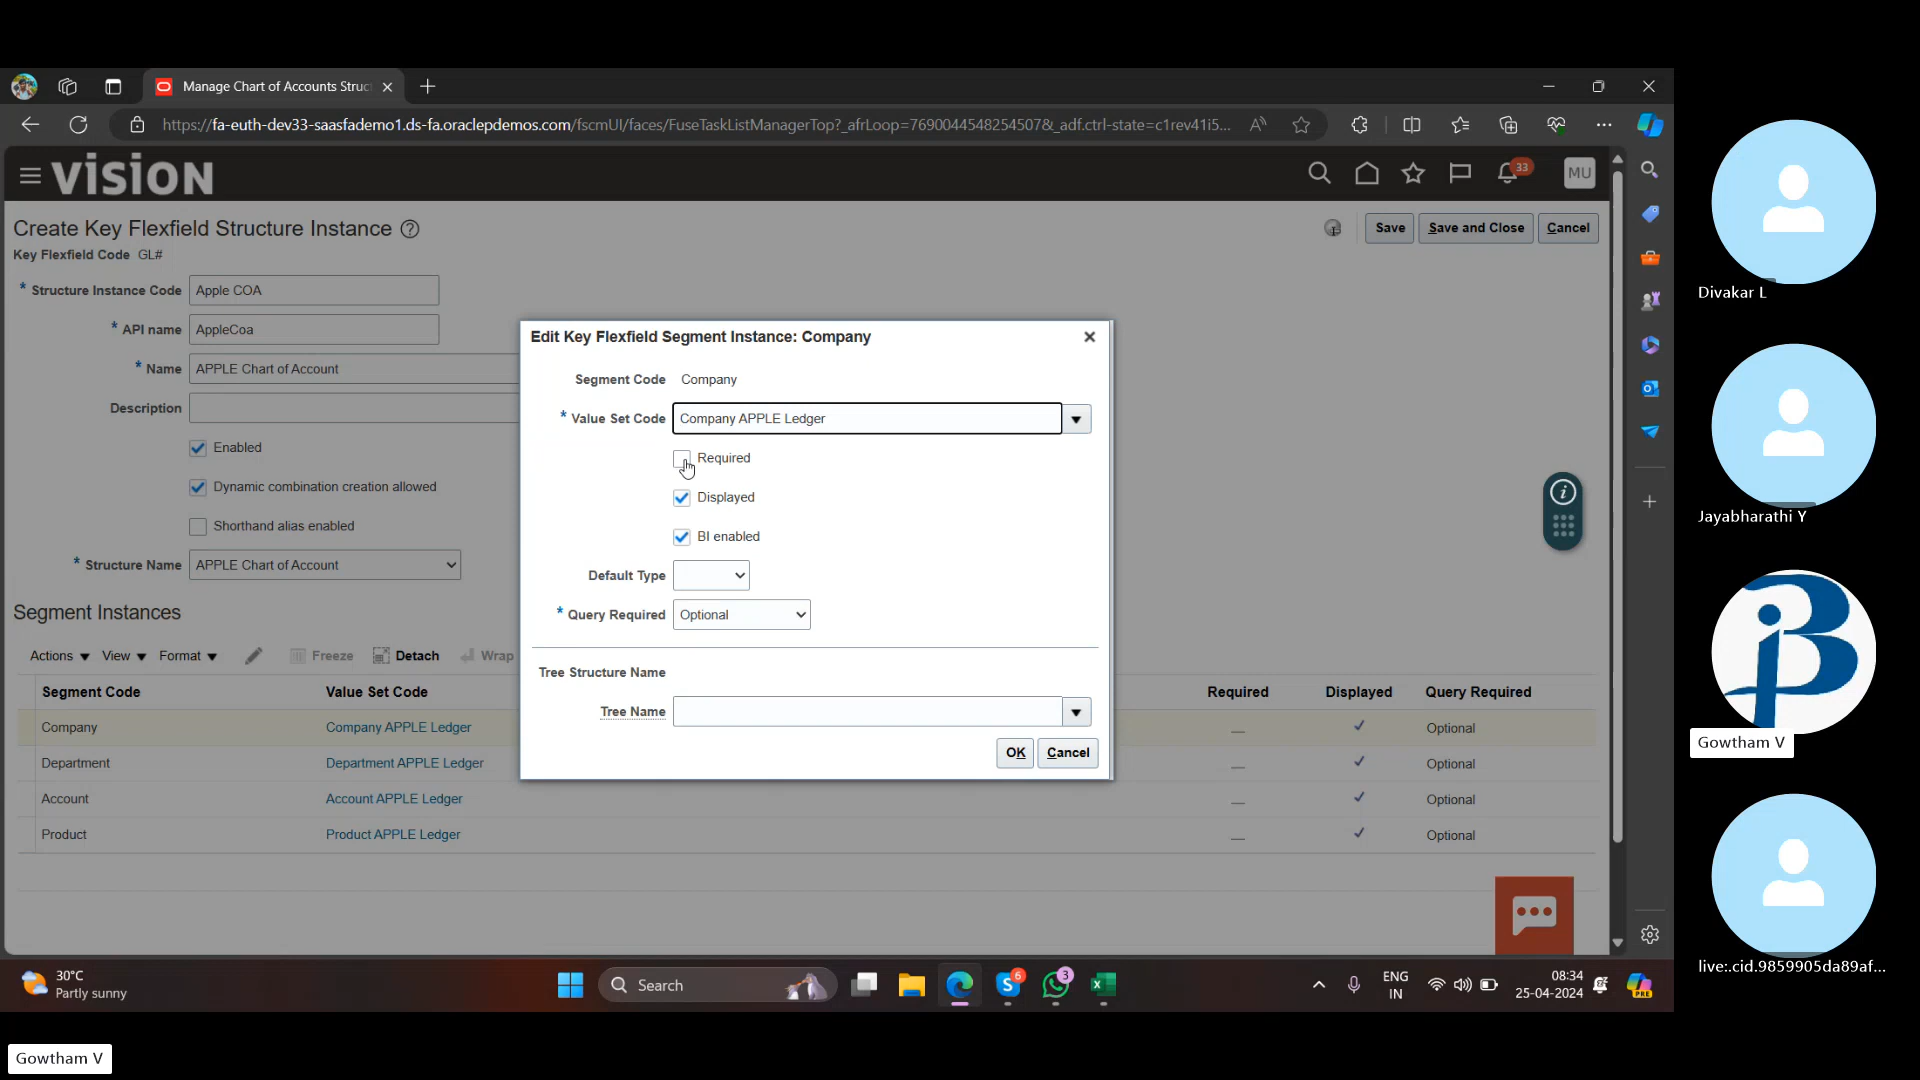 Manage Chart of Accounts Struc
https://fa-euth-dev33-saasfademo1.ds-fa.oraclepdemos.com/fscmUI/faces/FuseTaskListManagerTop?_afrLoop=7690044548254507&_adf.ctrl-state=c1rev41i5...
VISION
33
MU
Create Key Flexfield Structure Instance
Save
Save and Close
Cancel
Key Flexfield Code GL#
* Structure Instance Code Apple COA
* API name AppleCoa
* Name APPLE Chart of Account
Description
Enabled
Dynamic combination creation allowed
Shorthand alias enabled
* Structure Name APPLE Chart of Account
Edit Key Flexfield Segment Instance: Company
Segment Code Company
* Value Set Code Company APPLE Ledger
Required
Displayed
BI enabled
Default Type
* Query Required Optional
Tree Structure Name
Tree Name
OK
Cancel
Segment Instances
Actions View Format Freeze Detach Wrap
Segment Code Value Set Code Required Displayed Query Required
Company Company APPLE Ledger Optional
Department Department APPLE Ledger Optional
Account Account APPLE Ledger Optional
Product Product APPLE Ledger Optional
Divakar L
Jayabharathi Y
Gowtham V
live:.cid.9859905da89af...
30°C
Partly sunny
Search
6
3
ENG
IN
08:34
25-04-2024
PRE
Gowtham V